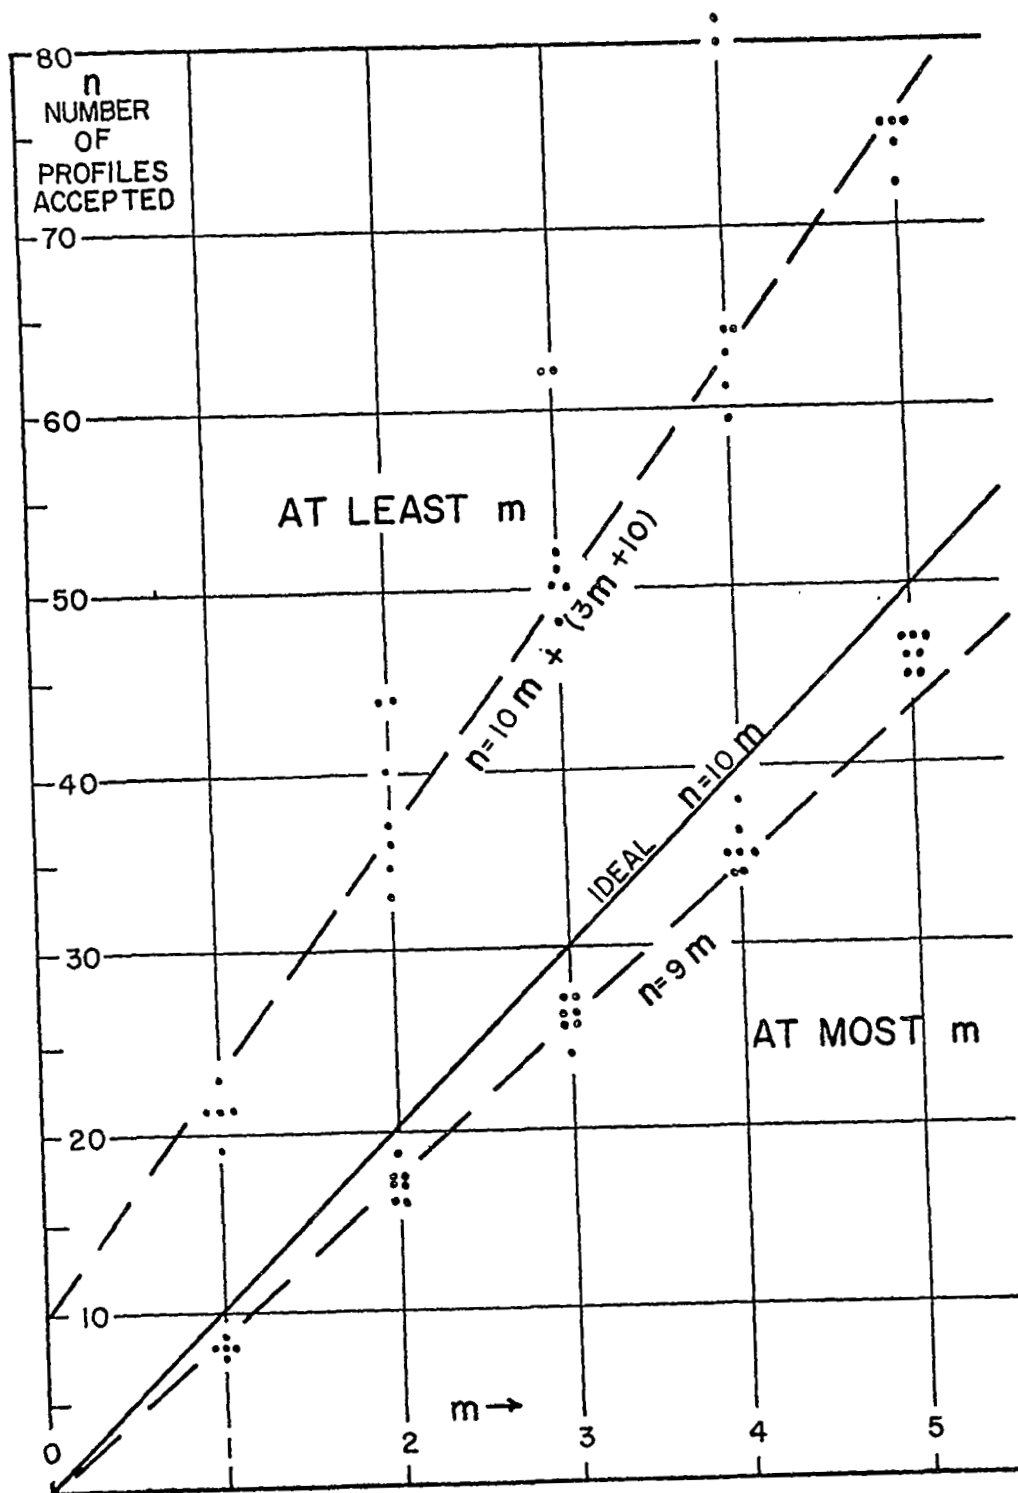 80
n
NUMBER
OF
PROFILES
ACCEPTED
70
60
AT LEAST m
50
n=10 m + (3m +10)
40
n=10 m
IDEAL
30
n=9 m
AT MOST m
20
10
m→
0
1
2
3
4
5